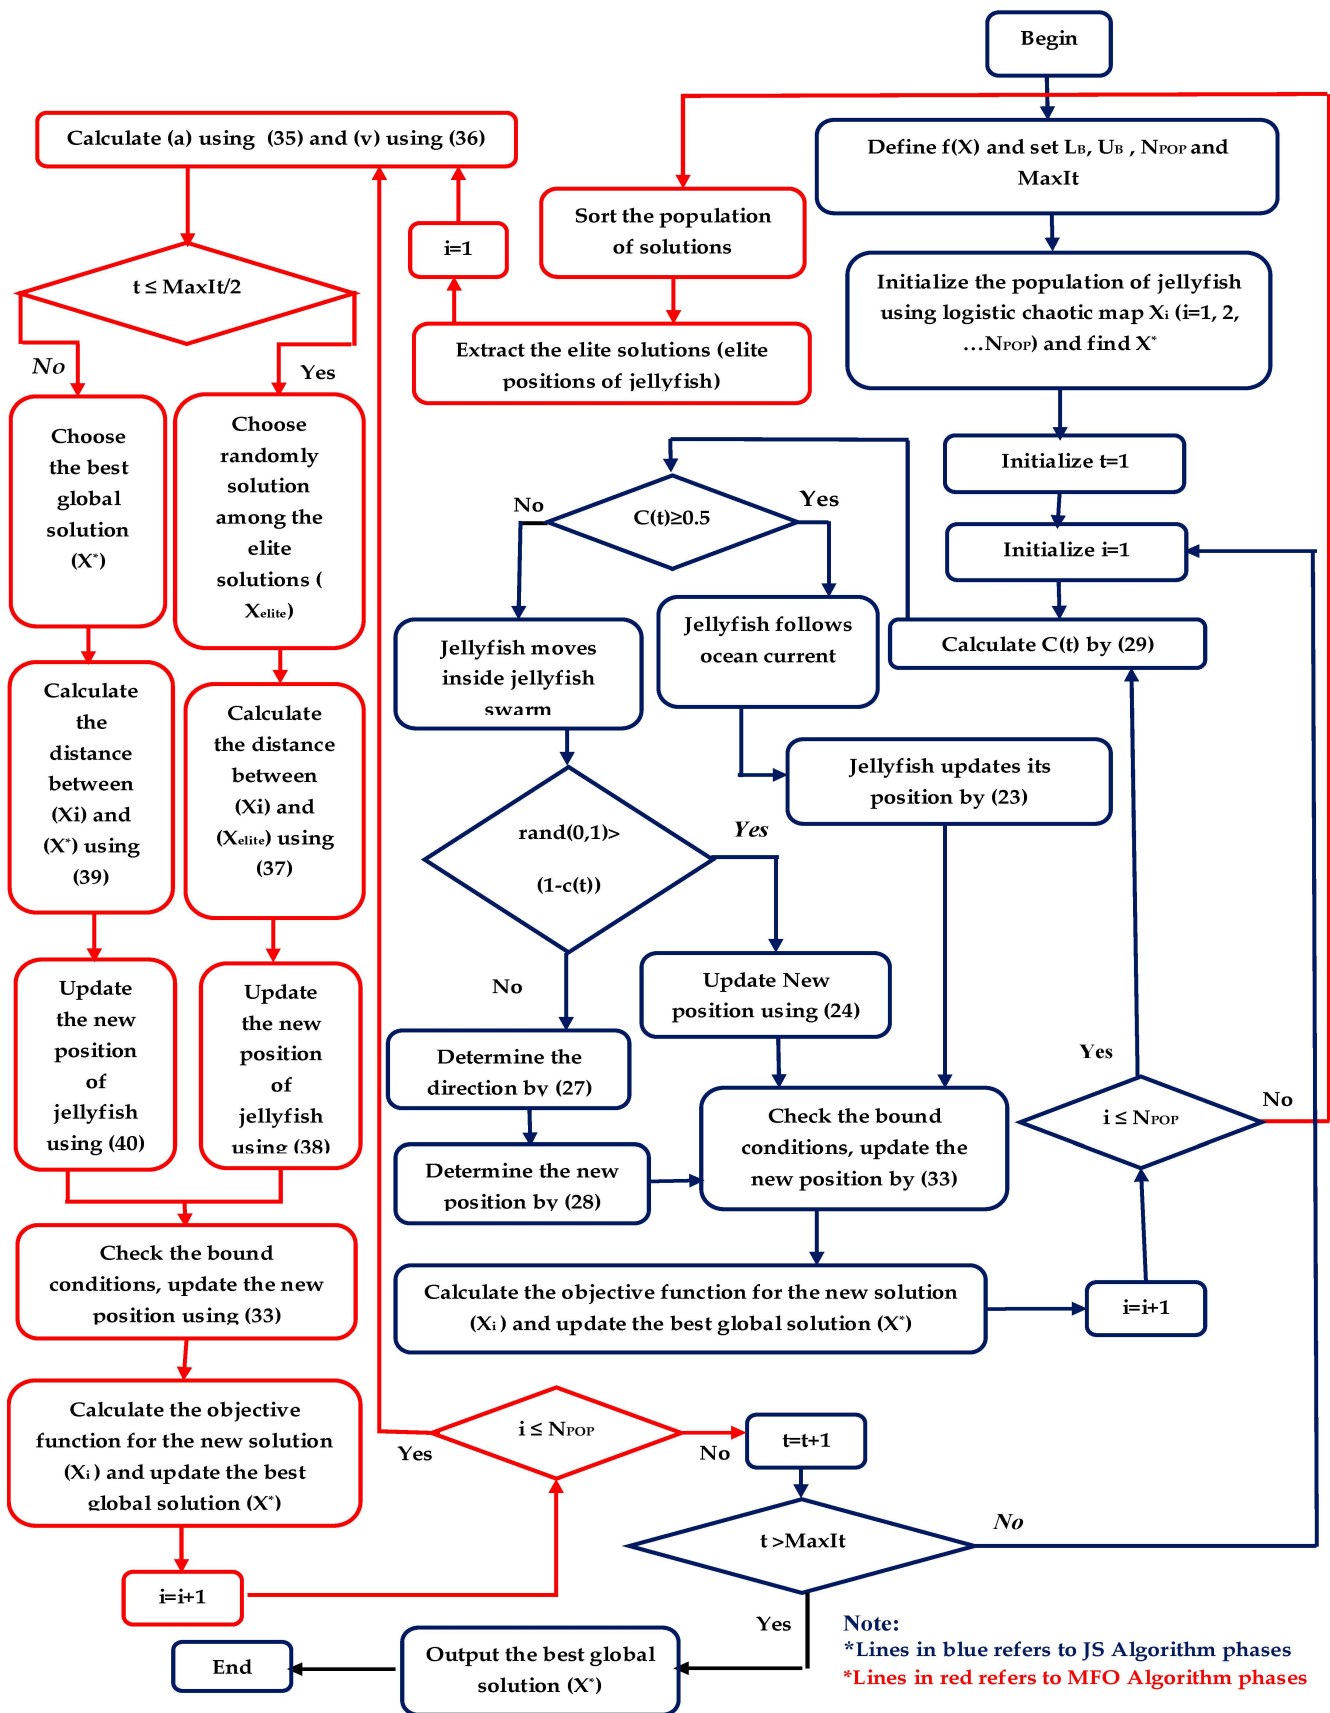 Begin
Define f(X) and set LB, UB , NPOP and
MaxIt
Initialize the population of jellyfish
using logistic chaotic map Xi (i=1, 2,
…NPOP) and find X*
Initialize t=1
Initialize i=1
Calculate C(t) by (29)
C(t)≥0.5
No
Yes
Jellyfish moves
inside jellyfish
swarm
Jellyfish follows
ocean current
Jellyfish updates its
position by (23)
rand(0,1)>
(1-c(t))
Yes
No
Update New
position using (24)
Determine the
direction by (27)
Determine the new
position by (28)
Check the bound
conditions, update the
new position by (33)
Calculate the objective function for the new solution
(Xi ) and update the best global solution (X*)
i=i+1
i ≤ NPOP
Yes
No
Sort the population
of solutions
Extract the elite solutions (elite
positions of jellyfish)
i=1
Calculate (a) using (35) and (v) using (36)
t ≤ MaxIt/2
No
Yes
Choose
the best
global
solution
(X*)
Choose
randomly
solution
among the
elite
solutions (
Xelite)
Calculate
the
distance
between
(Xi) and
(X*) using
(39)
Calculate
the distance
between
(Xi) and
(Xelite) using
(37)
Update
the new
position
of
jellyfish
using (40)
Update
the new
position
of
jellyfish
using (38)
Check the bound
conditions, update the new
position using (33)
Calculate the objective
function for the new solution
(Xi ) and update the best
global solution (X*)
i=i+1
i ≤ NPOP
Yes
No
t=t+1
t >MaxIt
No
Yes
Output the best global
solution (X*)
End
Note:
*Lines in blue refers to JS Algorithm phases
*Lines in red refers to MFO Algorithm phases